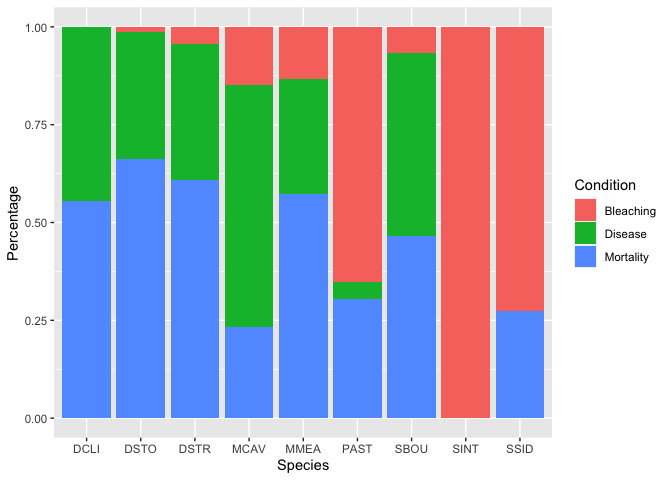 1.00
0.75
0.50
0.25
0.00
Percentage
DCLI DSTO DSTR MCAV MMEA PAST SBOU SINT SSID
Species
Condition
Bleaching
Disease
Mortality